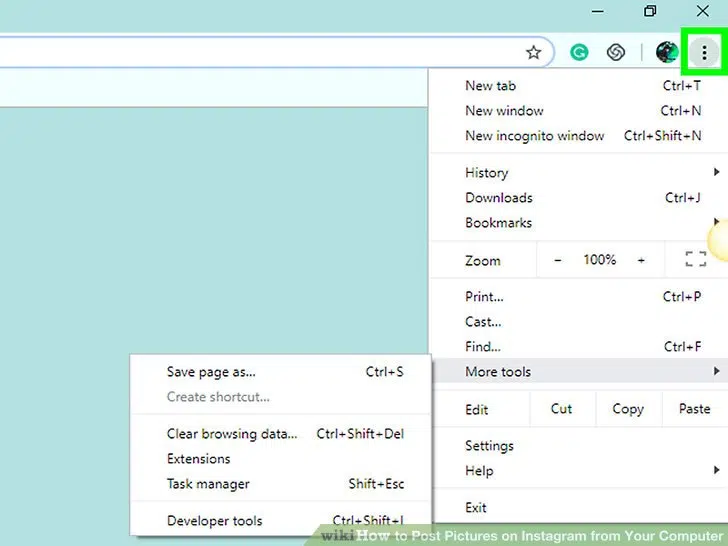 New tab Ctrl+T
New window Ctrl+N
New incognito window Ctrl+Shift+N
History
Downloads Ctrl+J
Bookmarks
Zoom - 100% +
Print... Ctrl+P
Cast...
Find... Ctrl+F
More tools
Edit Cut Copy Paste
Settings
Help
Exit
Save page as... Ctrl+S
Create shortcut...
Clear browsing data... Ctrl+Shift+Del
Extensions
Task manager Shift+Esc
Developer tools Ctrl+Shift+I
wikiHow to Post Pictures on Instagram from Your Computer